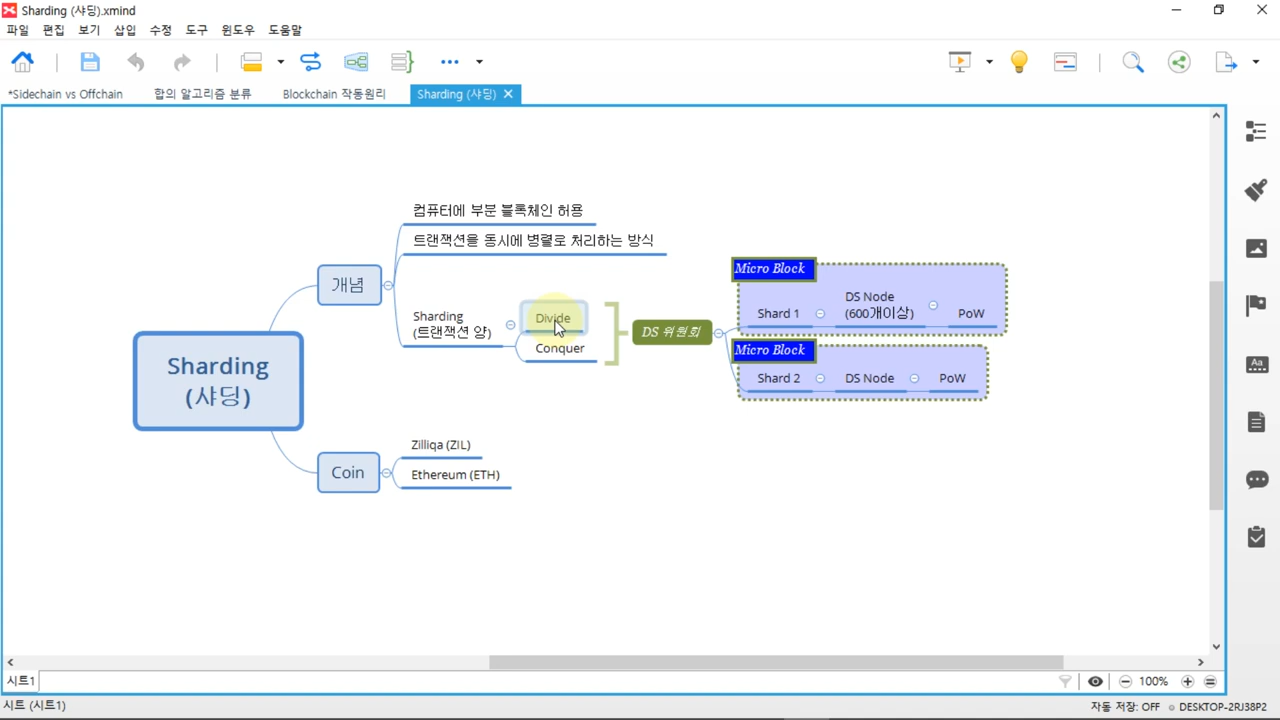 Sharding (샤딩).xmind
파일 편집 보기 삽입 수정 도구 윈도우 도움말
*Sidechain vs Offchain 합의 알고리즘 분류 Blockchain 작동원리 Sharding (샤딩)
컴퓨터에 부분 블록체인 허용
트랜잭션을 동시에 병렬로 처리하는 방식
개념
Sharding
(트랜잭션 양)
Divide
Conquer
DS 위원회
Micro Block
Shard 1
DS Node
(600개이상)
PoW
Micro Block
Shard 2
DS Node
PoW
Sharding
(샤딩)
Coin
Zilliqa (ZIL)
Ethereum (ETH)
Aa
시트1
100%
시트 (시트1)
자동 저장: OFF
DESKTOP-2RJ38P2